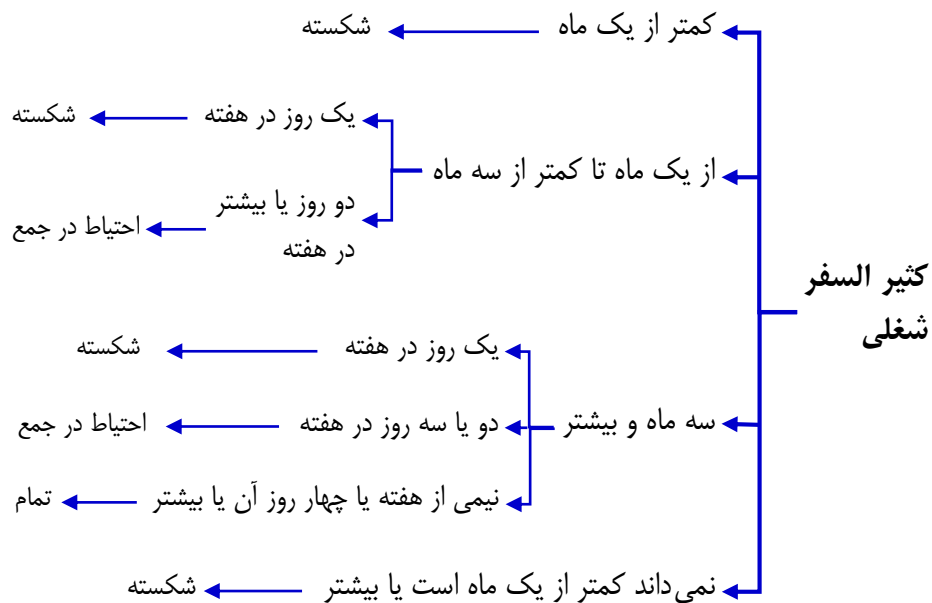 کثیر السفر
شغلی
کمتر از یک ماه
شکسته
از یک ماه تا کمتر از سه ماه
یک روز در هفته
شکسته
دو روز یا بیشتر
در هفته
احتیاط در جمع
سه ماه و بیشتر
یک روز در هفته
شکسته
دو یا سه روز در هفته
احتیاط در جمع
نیمی از هفته یا چهار روز آن یا بیشتر
تمام
نمی‌داند کمتر از یک ماه است یا بیشتر
شکسته